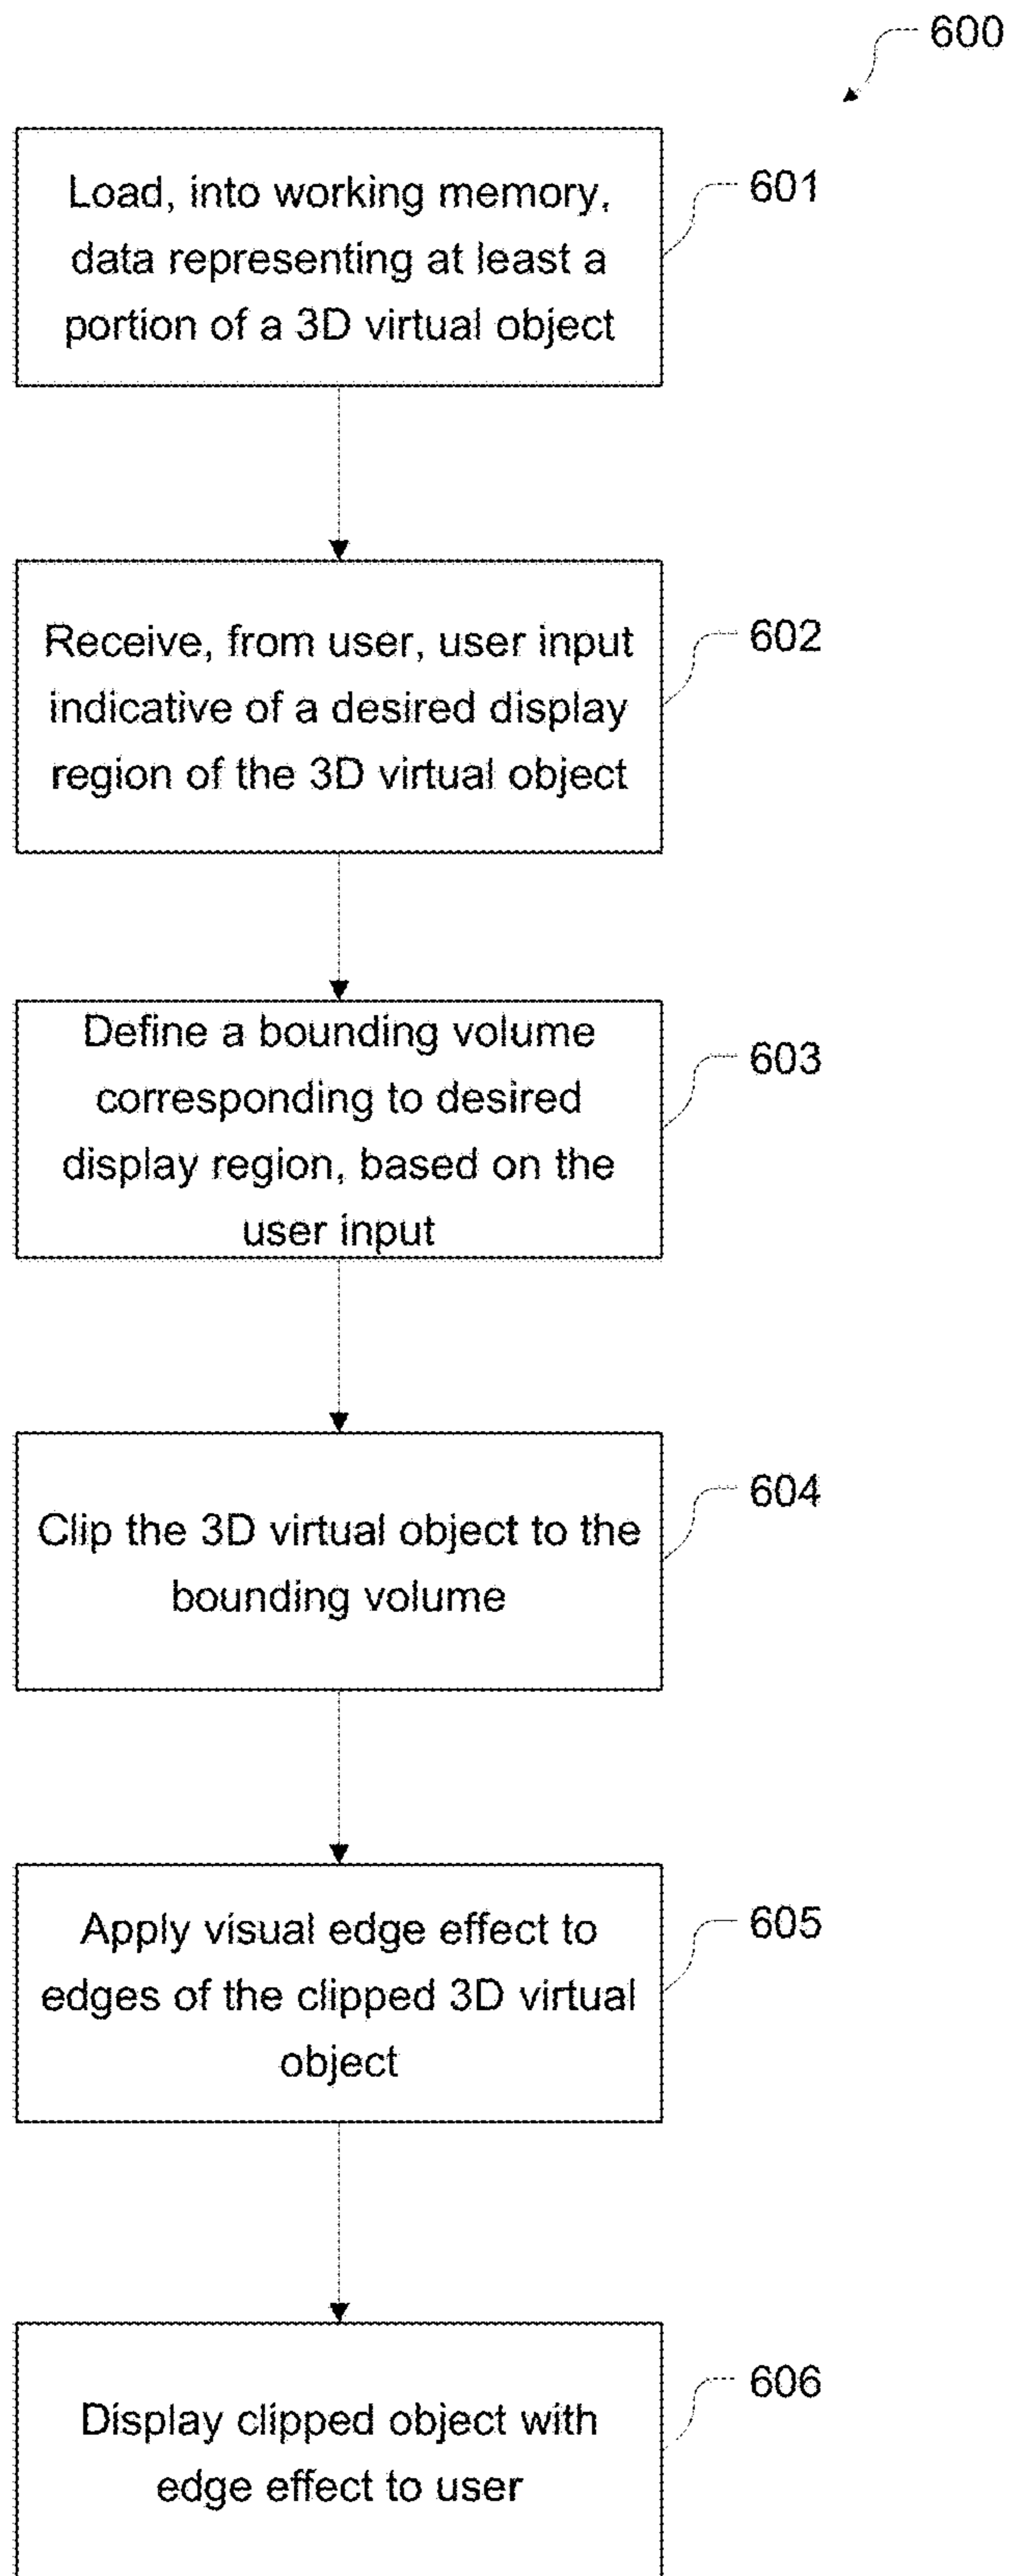 600
Load, into working memory,
data representing at least a
portion of a 3D virtual object
601
Receive, from user, user input
indicative of a desired display
region of the 3D virtual object
602
Define a bounding volume
corresponding to desired
display region, based on the
user input
603
Clip the 3D virtual object to the
bounding volume
604
Apply visual edge effect to
edges of the clipped 3D virtual
object
605
Display clipped object with
edge effect to user
606